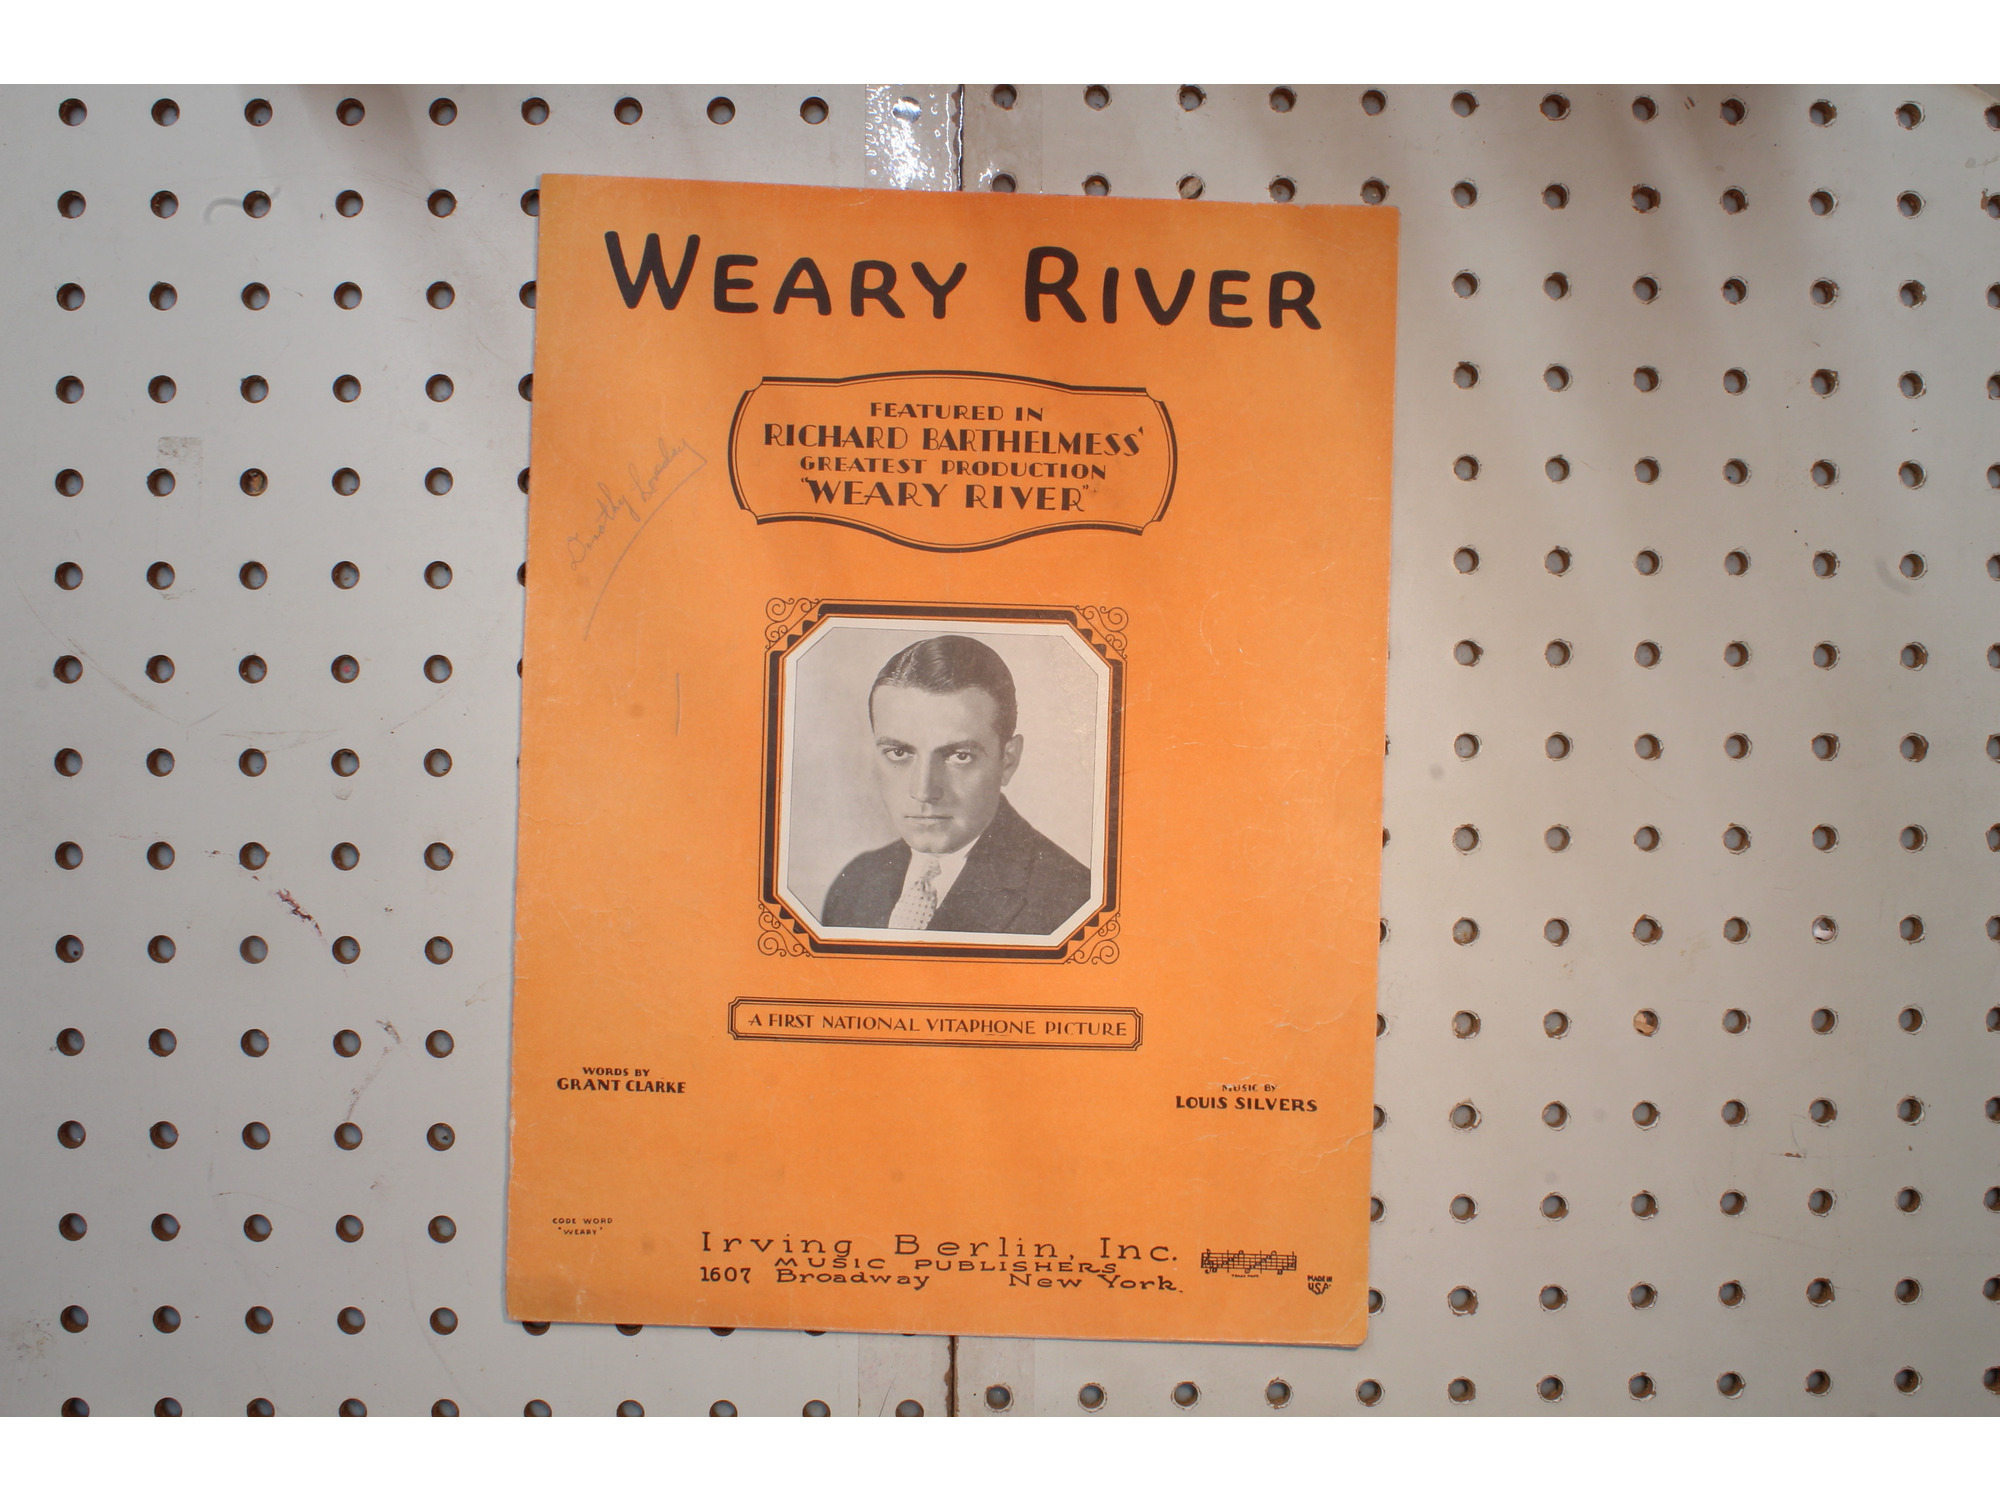 WEARY RIVER
FEATURED IN
RICHARD BARTHELMESS'
GREATEST PRODUCTION
"WEARY RIVER"
Dorothy
A FIRST NATIONAL VITAPHONE PICTURE
WORDS BY
GRANT CLARKE
MUSIC BY
LOUIS SILVERS
CODE WORD
"WEARY"
Irving Berlin, Inc.
MUSIC PUBLISHERS
1607 Broadway New York.
MADE IN
U.S.A.